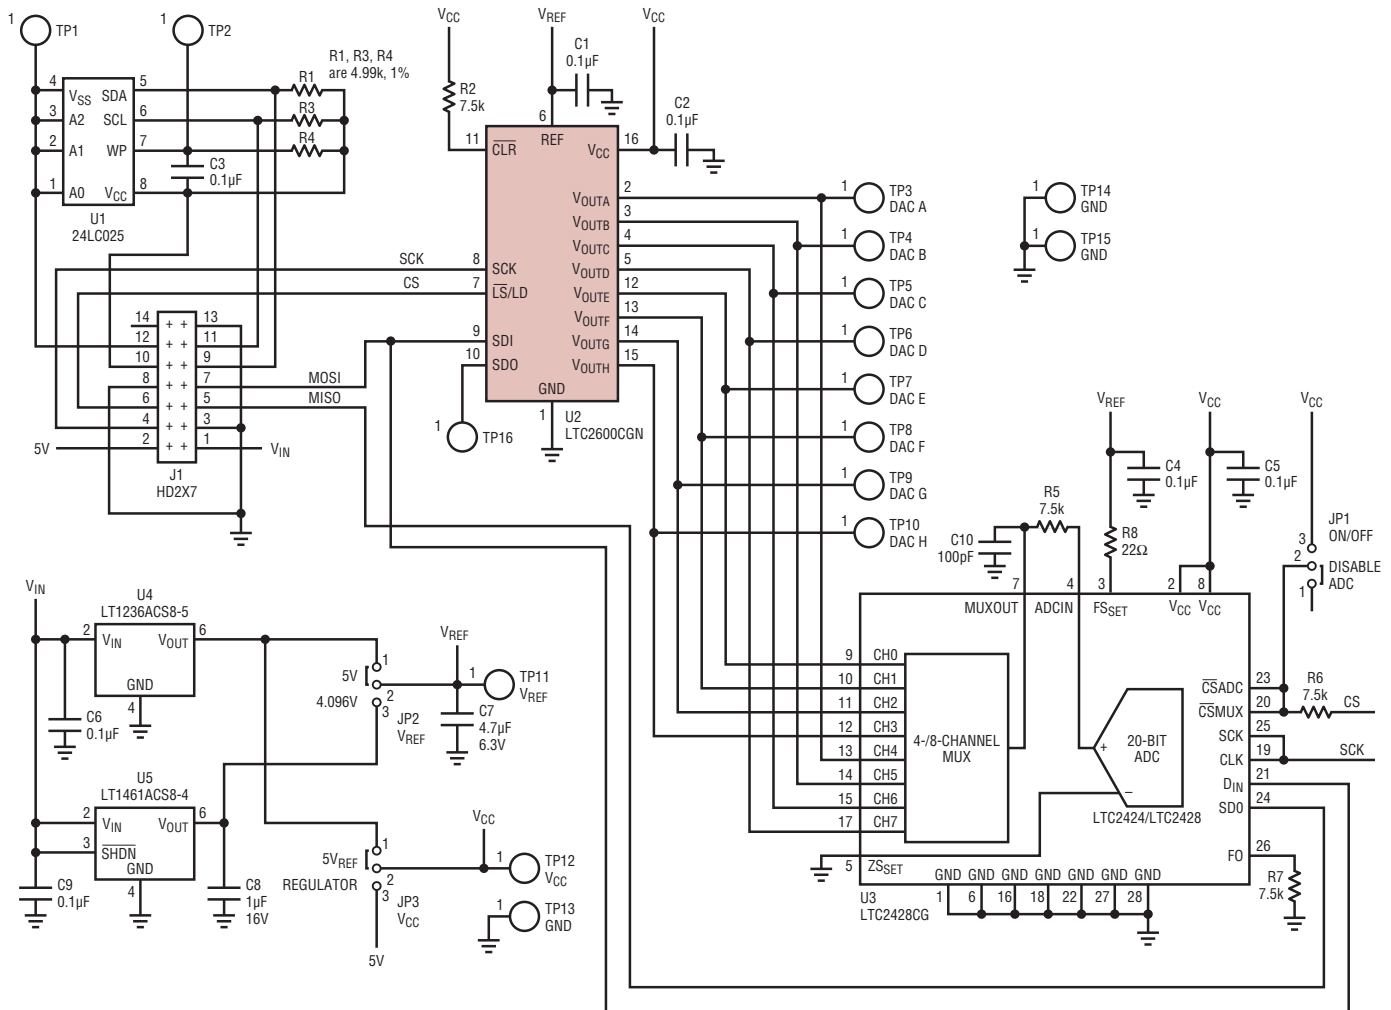 1
TP1
1
TP2
R1, R3, R4
are 4.99k, 1%
4
VSS
SDA
5
R1
3
A2
SCL
6
R3
2
A1
WP
7
R4
1
A0
VCC
8
C3
0.1µF
U1
24LC025
VCC
VREF
VCC
R2
7.5k
C1
0.1µF
C2
0.1µF
6
REF
11
CLR
16
VCC
2
VOUTA
3
VOUTB
4
VOUTC
5
VOUTD
12
VOUTE
13
VOUTF
14
VOUTG
15
VOUTH
SCK
8
SCK
CS
7
LS/LD
9
SDI
10
SDO
GND
1
U2
LTC2600CGN
1
TP16
1
TP3
DAC A
1
TP4
DAC B
1
TP5
DAC C
1
TP6
DAC D
1
TP7
DAC E
1
TP8
DAC F
1
TP9
DAC G
1
TP10
DAC H
1
TP14
GND
1
TP15
GND
14
+ +
13
12
+ +
11
10
+ +
9
8
+ +
7
MOSI
6
+ +
5
MISO
4
+ +
3
5V
2
+ +
1
VIN
J1
HD2X7
VIN
U4
LT1236ACS8-5
2
VIN
VOUT
6
GND
4
C6
0.1µF
U5
LT1461ACS8-4
2
VIN
VOUT
6
3
SHDN
GND
4
C9
0.1µF
C8
1µF
16V
5V
4.096V
1
2
3
JP2
VREF
VREF
1
TP11
VREF
C7
4.7µF
6.3V
5VREF
REGULATOR
1
2
3
JP3
VCC
5V
VCC
1
TP12
VCC
1
TP13
GND
C10
100pF
R5
7.5k
VREF
C4
0.1µF
R8
22Ω
VCC
C5
0.1µF
VCC
JP1
ON/OFF
3
2
1
DISABLE
ADC
7
MUXOUT
4
ADCIN
3
FSSET
2
VCC
8
VCC
9
CH0
10
CH1
11
CH2
12
CH3
13
CH4
14
CH5
15
CH6
17
CH7
4-/8-CHANNEL
MUX
+
–
20-BIT
ADC
LTC2424/LTC2428
CSADC
23
CSMUX
20
R6
7.5k
CS
SCK
25
CLK
19
SCK
DIN
21
SD0
24
FO
26
R7
7.5k
5
ZSSET
GND GND GND GND GND GND GND
1 6 16 18 22 27 28
U3
LTC2428CG